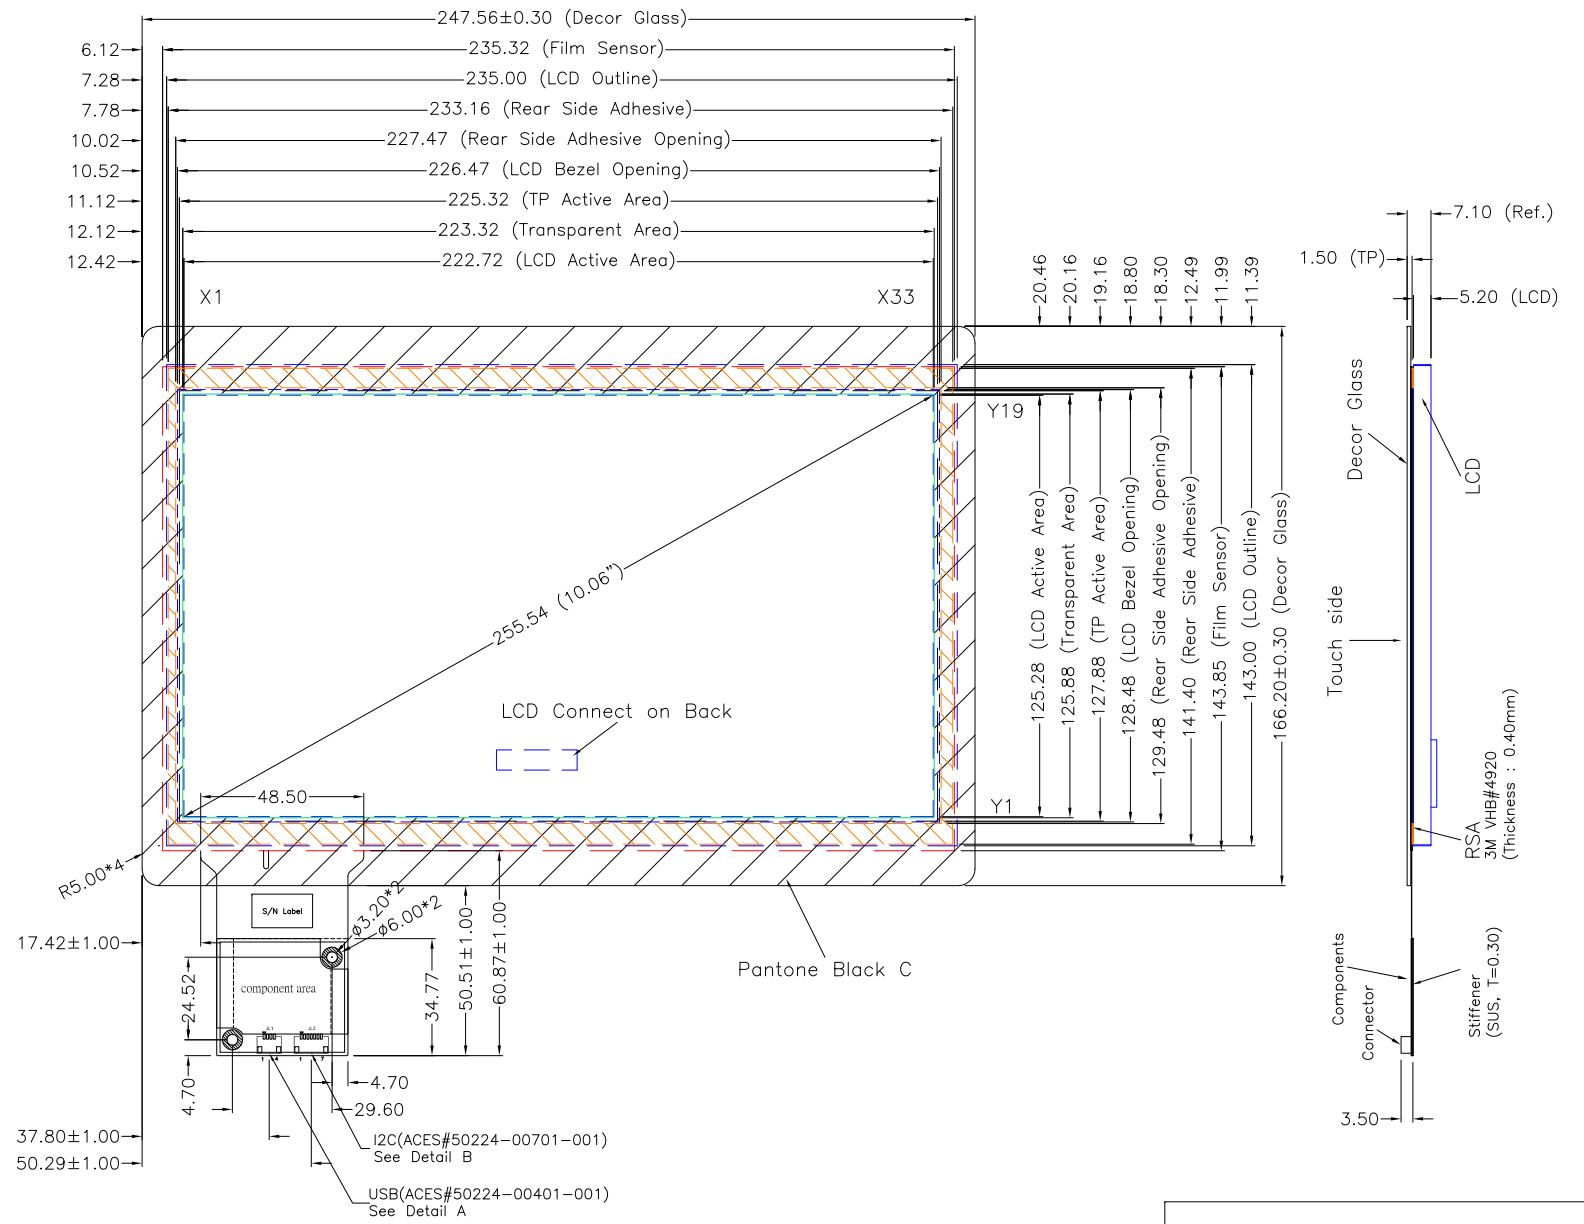 247.56±0.30 (Decor Glass)
6.12
235.32 (Film Sensor)
7.28
235.00 (LCD Outline)
7.78
233.16 (Rear Side Adhesive)
10.02
227.47 (Rear Side Adhesive Opening)
10.52
226.47 (LCD Bezel Opening)
11.12
225.32 (TP Active Area)
12.12
223.32 (Transparent Area)
12.42
222.72 (LCD Active Area)
X1
X33
20.46
20.16
19.16
18.80
18.30
12.49
11.99
11.39
Y19
Y1
125.28 (LCD Active Area)
125.88 (Transparent Area)
127.88 (TP Active Area)
128.48 (LCD Bezel Opening)
129.48 (Rear Side Adhesive Opening)
141.40 (Rear Side Adhesive)
143.85 (Film Sensor)
143.00 (LCD Outline)
166.20±0.30 (Decor Glass)
255.54 (10.06")
LCD Connect on Back
48.50
R5.00*4
S/N Label
ϕ3.20*2
ϕ6.00*2
17.42±1.00
24.52
component area
34.77
50.51±1.00
60.87±1.00
Pantone Black C
JL1
JL2
1 4
1 7
4.70
4.70
29.60
37.80±1.00
50.29±1.00
I2C(ACES#50224-00701-001)
See Detail B
USB(ACES#50224-00401-001)
See Detail A
7.10 (Ref.)
1.50 (TP)
5.20 (LCD)
Decor Glass
LCD
Touch side
RSA
3M VHB#4920
(Thickness : 0.40mm)
Components
Connector
Stiffener
(SUS, T=0.30)
3.50